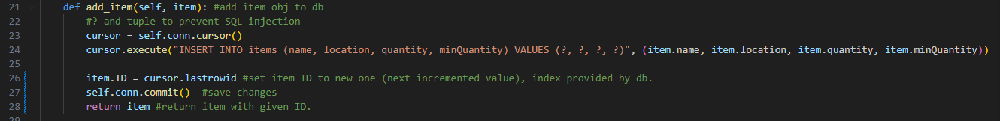 21 def add_item(self, item): #add item obj to db
22 #? and tuple to prevent SQL injection
23 cursor = self.conn.cursor()
24 cursor.execute("INSERT INTO items (name, location, quantity, minQuantity) VALUES (?, ?, ?, ?)", (item.name, item.location, item.quantity, item.minQuantity))
25
26 item.ID = cursor.lastrowid #set item ID to new one (next incremented value), index provided by db.
27 self.conn.commit()  #save changes
28 return item #return item with given ID.
29